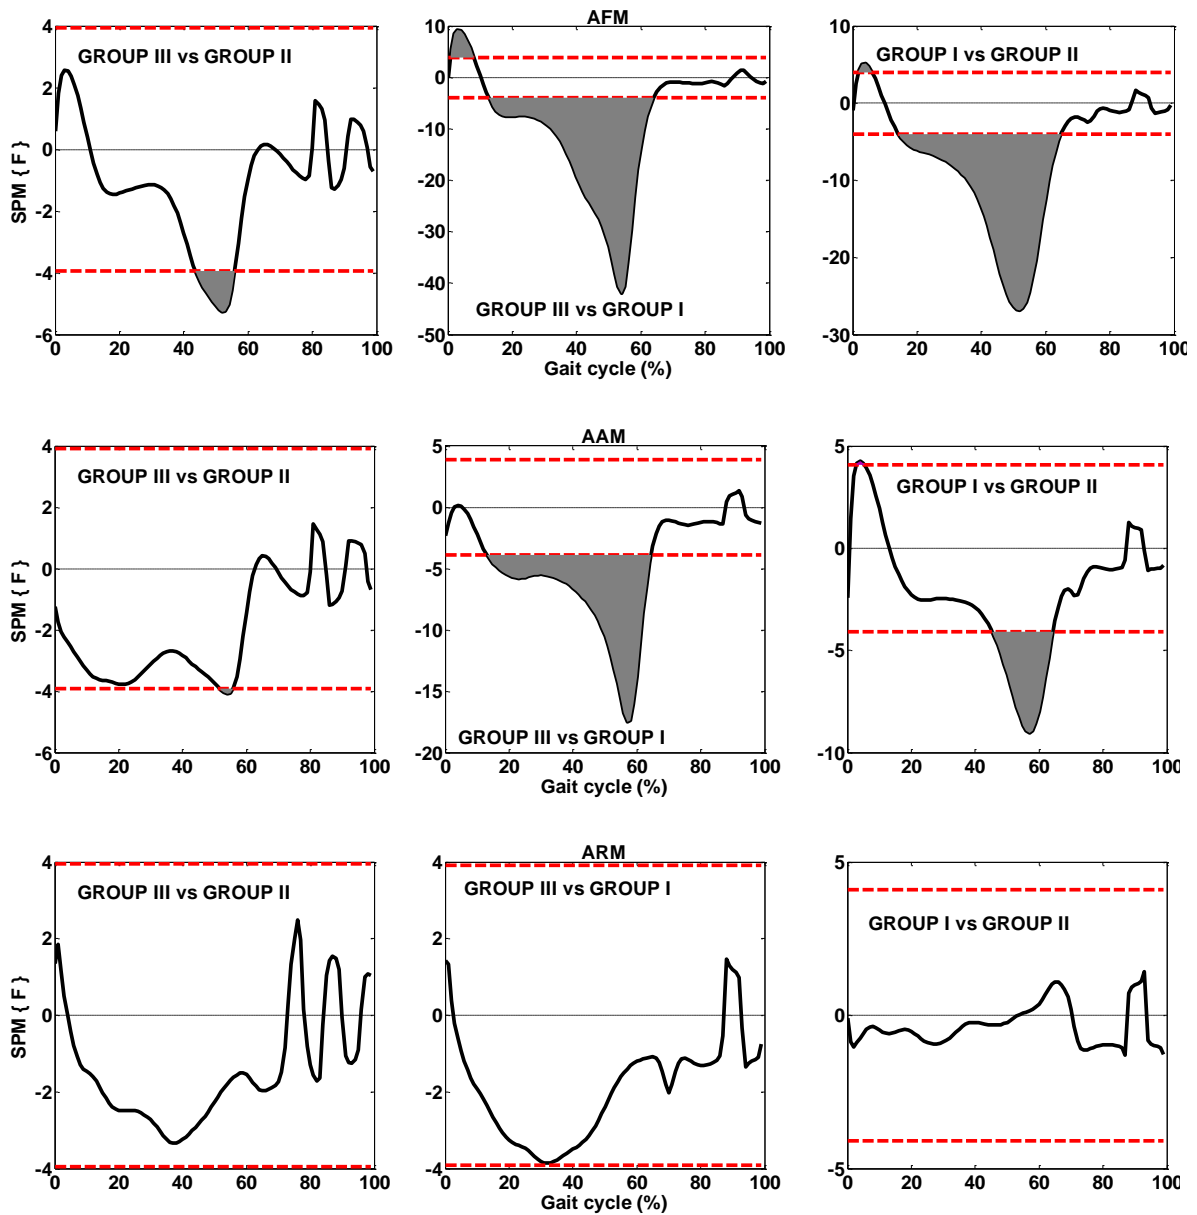 AFM
GROUP III vs GROUP II
GROUP III vs GROUP I
GROUP I vs GROUP II
SPM { F }
4
2
0
-2
-4
-6
0 20 40 60 80 100
10
0
-10
-20
-30
-40
-50
0 20 40 60 80 100
10
0
-10
-20
-30
0 20 40 60 80 100
Gait cycle (%)
AAM
GROUP III vs GROUP II
GROUP III vs GROUP I
GROUP I vs GROUP II
SPM { F }
4
2
0
-2
-4
-6
0 20 40 60 80 100
5
0
-5
-10
-15
-20
0 20 40 60 80 100
5
0
-5
-10
0 20 40 60 80 100
Gait cycle (%)
ARM
GROUP III vs GROUP II
GROUP III vs GROUP I
GROUP I vs GROUP II
SPM { F }
4
2
0
-2
-4
0 20 40 60 80 100
4
2
0
-2
-4
0 20 40 60 80 100
5
0
-5
0 20 40 60 80 100
Gait cycle (%)